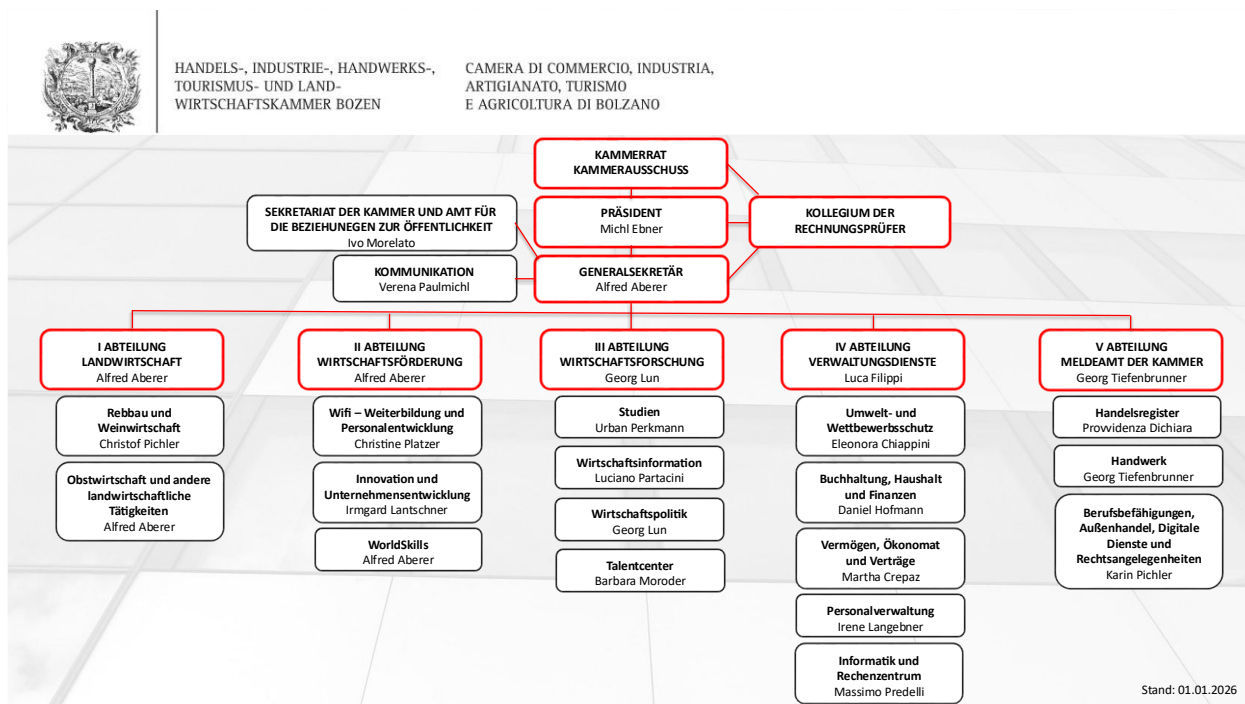 HANDELS-, INDUSTRIE-, HANDWERKS-,
TOURISMUS- UND LAND-
WIRTSCHAFTSKAMMER BOZEN
CAMERA DI COMMERCIO, INDUSTRIA,
ARTIGIANATO, TURISMO
E AGRICOLTURA DI BOLZANO
KAMMERRAT
KAMMERAUSSCHUSS
SEKRETARIAT DER KAMMER UND AMT FÜR
DIE BEZIEHUNEGEN ZUR ÖFFENTLICHKEIT
Ivo Morelato
PRÄSIDENT
Michl Ebner
KOLLEGIUM DER
RECHNUNGSPRÜFER
KOMMUNIKATION
Verena Paulmichl
GENERALSEKRETÄR
Alfred Aberer
I ABTEILUNG
LANDWIRTSCHAFT
Alfred Aberer
II ABTEILUNG
WIRTSCHAFTSFÖRDERUNG
Alfred Aberer
III ABTEILUNG
WIRTSCHAFTSFORSCHUNG
Georg Lun
IV ABTEILUNG
VERWALTUNGSDIENSTE
Luca Filippi
V ABTEILUNG
MELDEAMT DER KAMMER
Georg Tiefenbrunner
Rebbau und
Weinwirtschaft
Christof Pichler
Obstwirtschaft und andere
landwirtschaftliche
Tätigkeiten
Alfred Aberer
Wifi – Weiterbildung und
Personalentwicklung
Christine Platzer
Innovation und
Unternehmensentwicklung
Irmgard Lantschner
WorldSkills
Alfred Aberer
Studien
Urban Perkmann
Wirtschaftsinformation
Luciano Partacini
Wirtschaftspolitik
Georg Lun
Talentcenter
Barbara Moroder
Umwelt- und
Wettbewerbsschutz
Eleonora Chiappini
Buchhaltung, Haushalt
und Finanzen
Daniel Hofmann
Vermögen, Ökonomat
und Verträge
Martha Crepaz
Personalverwaltung
Irene Langebner
Informatik und
Rechenzentrum
Massimo Predelli
Handelsregister
Provvidenza Dichiara
Handwerk
Georg Tiefenbrunner
Berufsbefähigungen,
Außenhandel, Digitale
Dienste und
Rechtsangelegenheiten
Karin Pichler
Stand: 01.01.2026